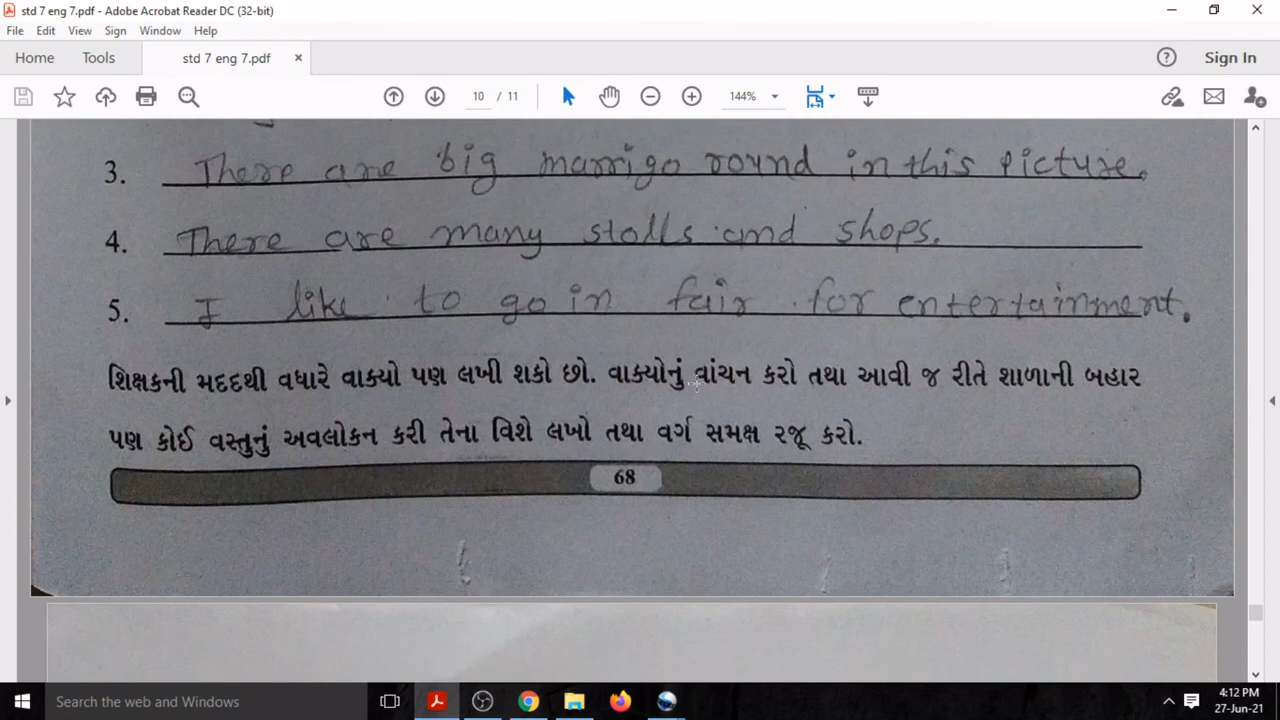 std 7 eng 7.pdf - Adobe Acrobat Reader DC (32-bit)
File Edit View Sign Window Help
Home Tools std 7 eng 7.pdf × Sign In
10 / 11 144%
3. There are big marrigo round in this picture.
4. There are many stolls and shops.
5. I like to go in fair for entertainment.
શિક્ષકની મદદથી વધારે વાક્યો પણ લખી શકો છો. વાક્યોનું વાંચન કરો તથા આવી જ રીતે શાળાની બહાર
પણ કોઈ વસ્તુનું અવલોકન કરી તેના વિશે લખો તથા વર્ગ સમક્ષ રજૂ કરો.
68
Search the web and Windows
4:12 PM
27-Jun-21